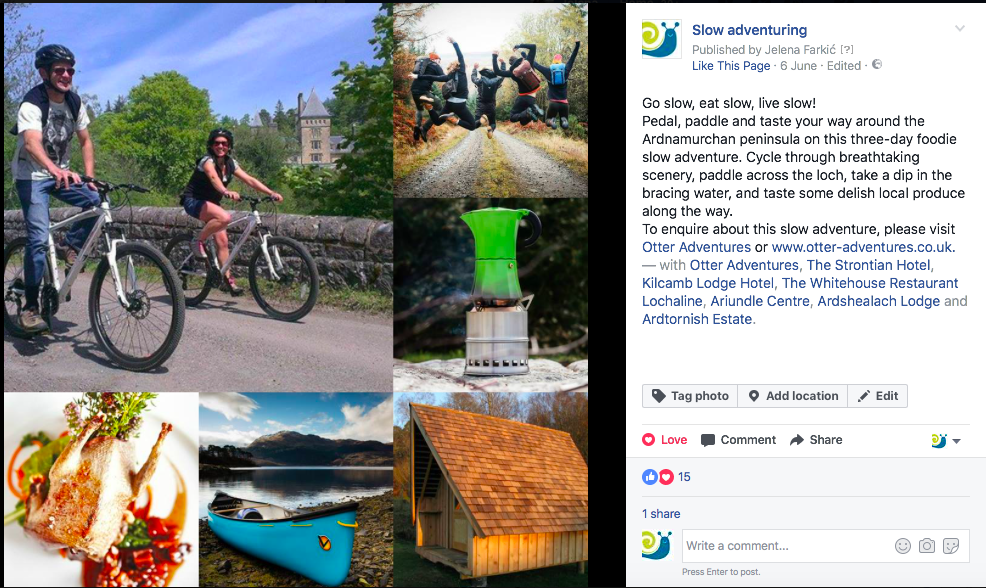 Slow adventuring
Published by Jelena Farkić [?]
Like This Page · 6 June · Edited ·
Go slow, eat slow, live slow!
Pedal, paddle and taste your way around the
Ardnamurchan peninsula on this three-day foodie
slow adventure. Cycle through breathtaking
scenery, paddle across the loch, take a dip in the
bracing water, and taste some delish local produce
along the way.
To enquire about this slow adventure, please visit
Otter Adventures or www.otter-adventures.co.uk.
— with Otter Adventures, The Strontian Hotel,
Kilcamb Lodge Hotel, The Whitehouse Restaurant
Lochaline, Ariundle Centre, Ardshealach Lodge and
Ardtornish Estate.
Tag photo Add location Edit
Love Comment Share
15
1 share
Write a comment...
Press Enter to post.